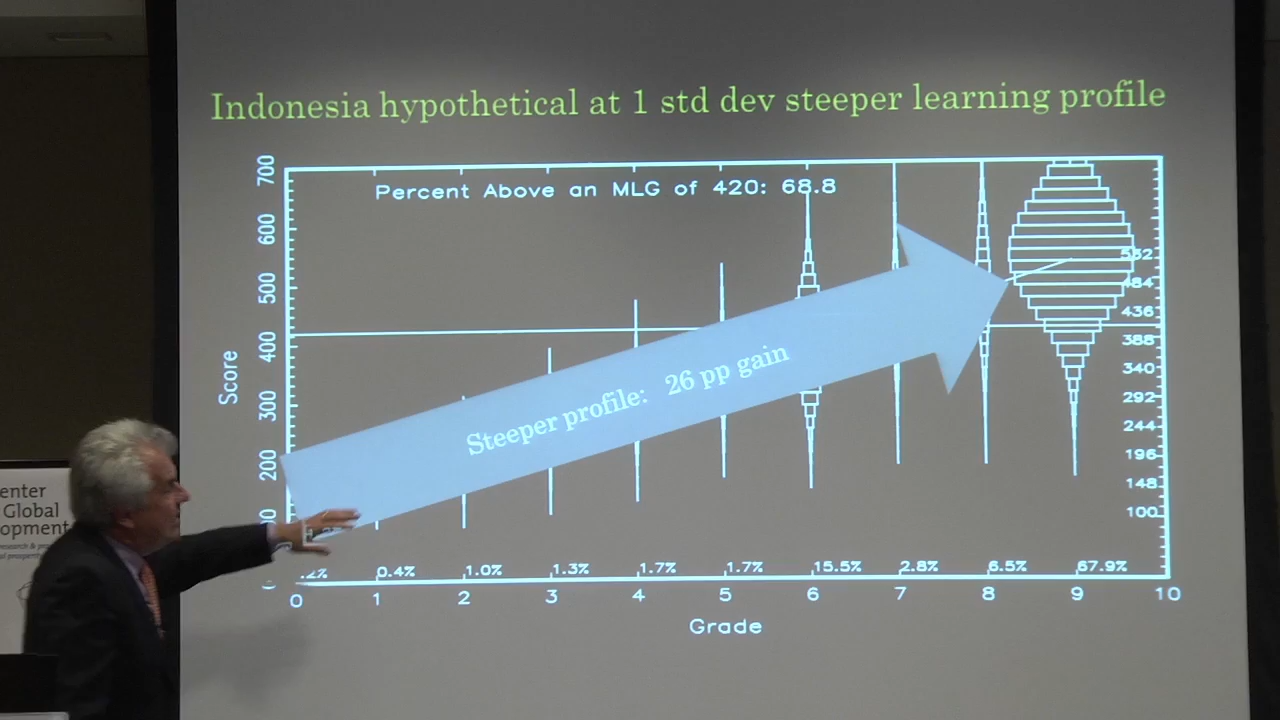 Indonesia hypothetical at 1 std dev steeper learning profile
Percent Above an MLG of 420: 68.8
700
600
500
400
300
200
Score
Steeper profile: 26 pp gain
532
484
436
388
340
292
244
196
148
100
0.4% 1.0% 1.3% 1.7% 1.7% 15.5% 2.8% 6.5% 67.9%
0 1 2 3 4 5 6 7 8 9 10
Grade
enter
Global
opment
research &